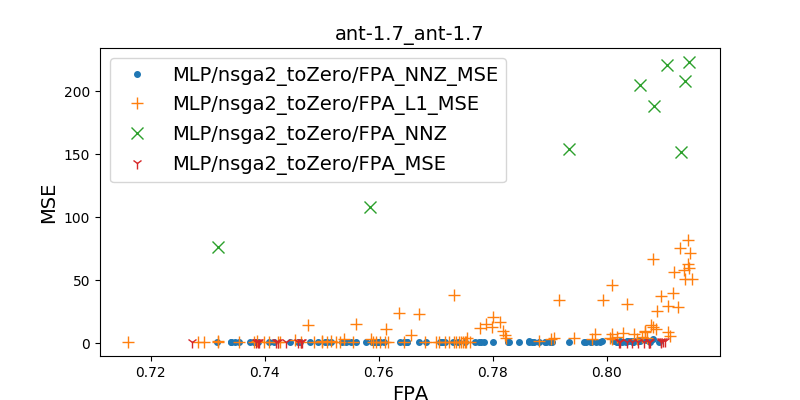 ant-1.7_ant-1.7
MLP/nsga2_toZero/FPA_NNZ_MSE
MLP/nsga2_toZero/FPA_L1_MSE
MLP/nsga2_toZero/FPA_NNZ
MLP/nsga2_toZero/FPA_MSE
MSE
200
150
100
50
0
0.72 0.74 0.76 0.78 0.80
FPA